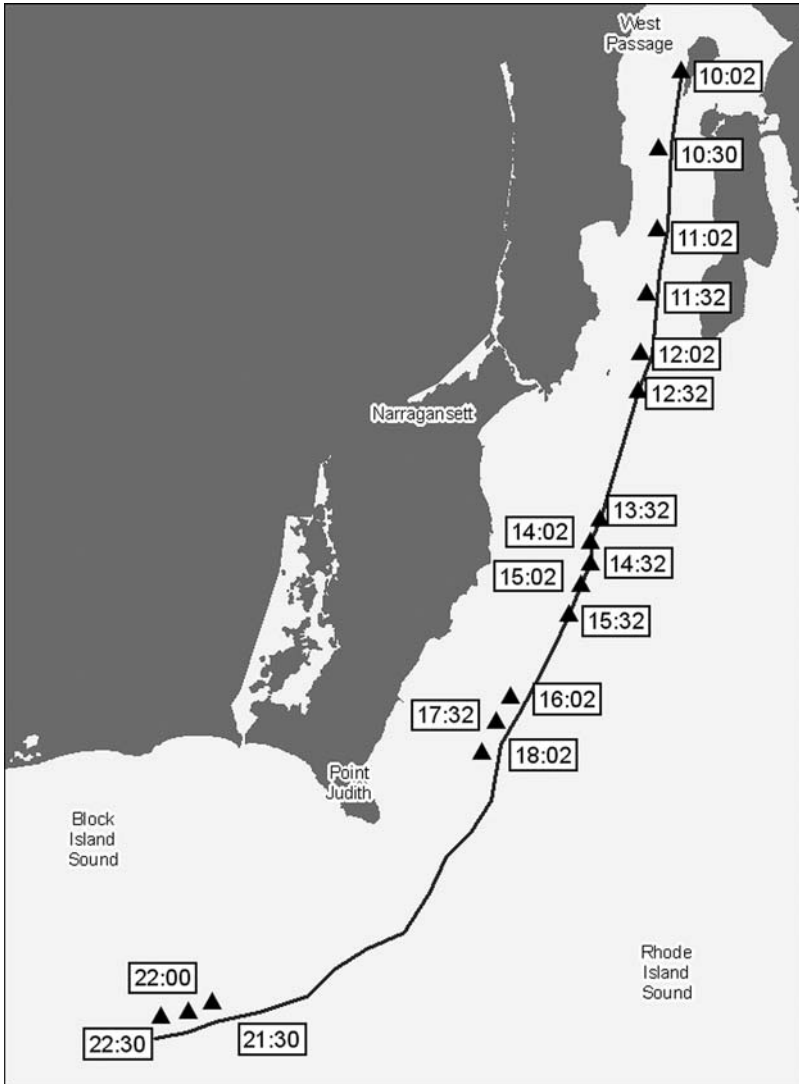 West
Passage
10:02
10:30
11:02
11:32
12:02
12:32
Narragansett
13:32
14:02
14:32
15:02
15:32
16:02
17:32
18:02
Point
Judith
Block
Island
Sound
Rhode
Island
Sound
22:00
21:30
22:30